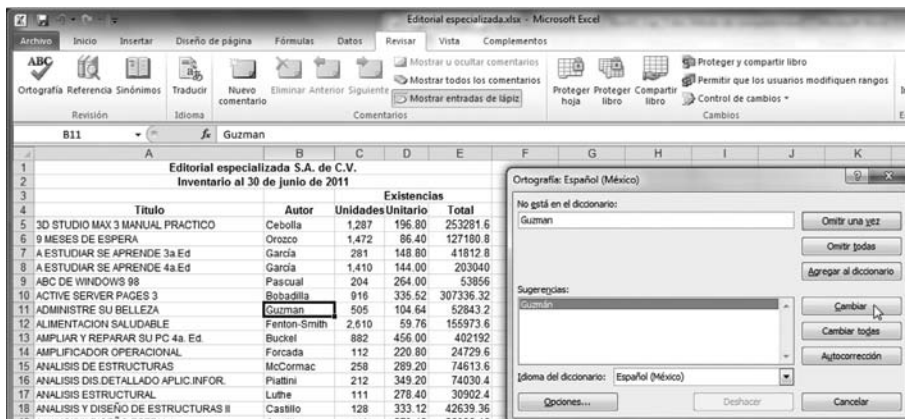 Editorial especializada.xlsx - Microsoft Excel
Archivo Inicio Insertar Diseño de página Fórmulas Datos Revisar Vista Complementos
ABC
Mostrar u ocultar comentarios
Proteger y compartir libro
Mostrar todos los comentarios
Permitir que los usuarios modifiquen rangos
Ortografía Referencia Sinónimos Traducir Nuevo comentario Eliminar Anterior Siguiente Mostrar entradas de lápiz Proteger hoja Proteger libro Compartir libro Control de cambios
Revisión Idioma Comentarios Cambios
B11 fx Guzman
A B C D E F G H I J K
1 Editorial especializada S.A. de C.V.
2 Inventario al 30 de junio de 2011
3 Existencias
4 Título Autor Unidades Unitario Total
5 3D STUDIO MAX 3 MANUAL PRACTICO Cebolla 1,287 196.80 253281.6
6 9 MESES DE ESPERA Orozco 1,472 86.40 127180.8
7 A ESTUDIAR SE APRENDE 3a.Ed García 281 148.80 41812.8
8 A ESTUDIAR SE APRENDE 4a.Ed García 1,410 144.00 203040
9 ABC DE WINDOWS 98 Pascual 204 264.00 53856
10 ACTIVE SERVER PAGES 3 Bobadilla 916 335.52 307336.32
11 ADMINISTRE SU BELLEZA Guzman 505 104.64 52843.2
12 ALIMENTACION SALUDABLE Fenton-Smith 2,610 59.76 155973.6
13 AMPLIAR Y REPARAR SU PC 4a. Ed. Buckel 882 456.00 402192
14 AMPLIFICADOR OPERACIONAL Forcada 112 220.80 24729.6
15 ANALISIS DE ESTRUCTURAS McCormac 258 289.20 74613.6
16 ANALISIS DIS.DETALLADO APLIC.INFOR. Piattini 212 349.20 74030.4
17 ANALISIS ESTRUCTURAL Luthe 111 278.40 30902.4
18 ANALISIS Y DISEÑO DE ESTRUCTURAS II Castillo 128 333.12 42639.36
Ortografía: Español (México)
No está en el diccionario:
Guzman
Omitir una vez
Omitir todas
Agregar al diccionario
Sugerencias:
Guzmán
Cambiar
Cambiar todas
Autocorrección
Idioma del diccionario: Español (México)
Opciones... Deshacer Cancelar